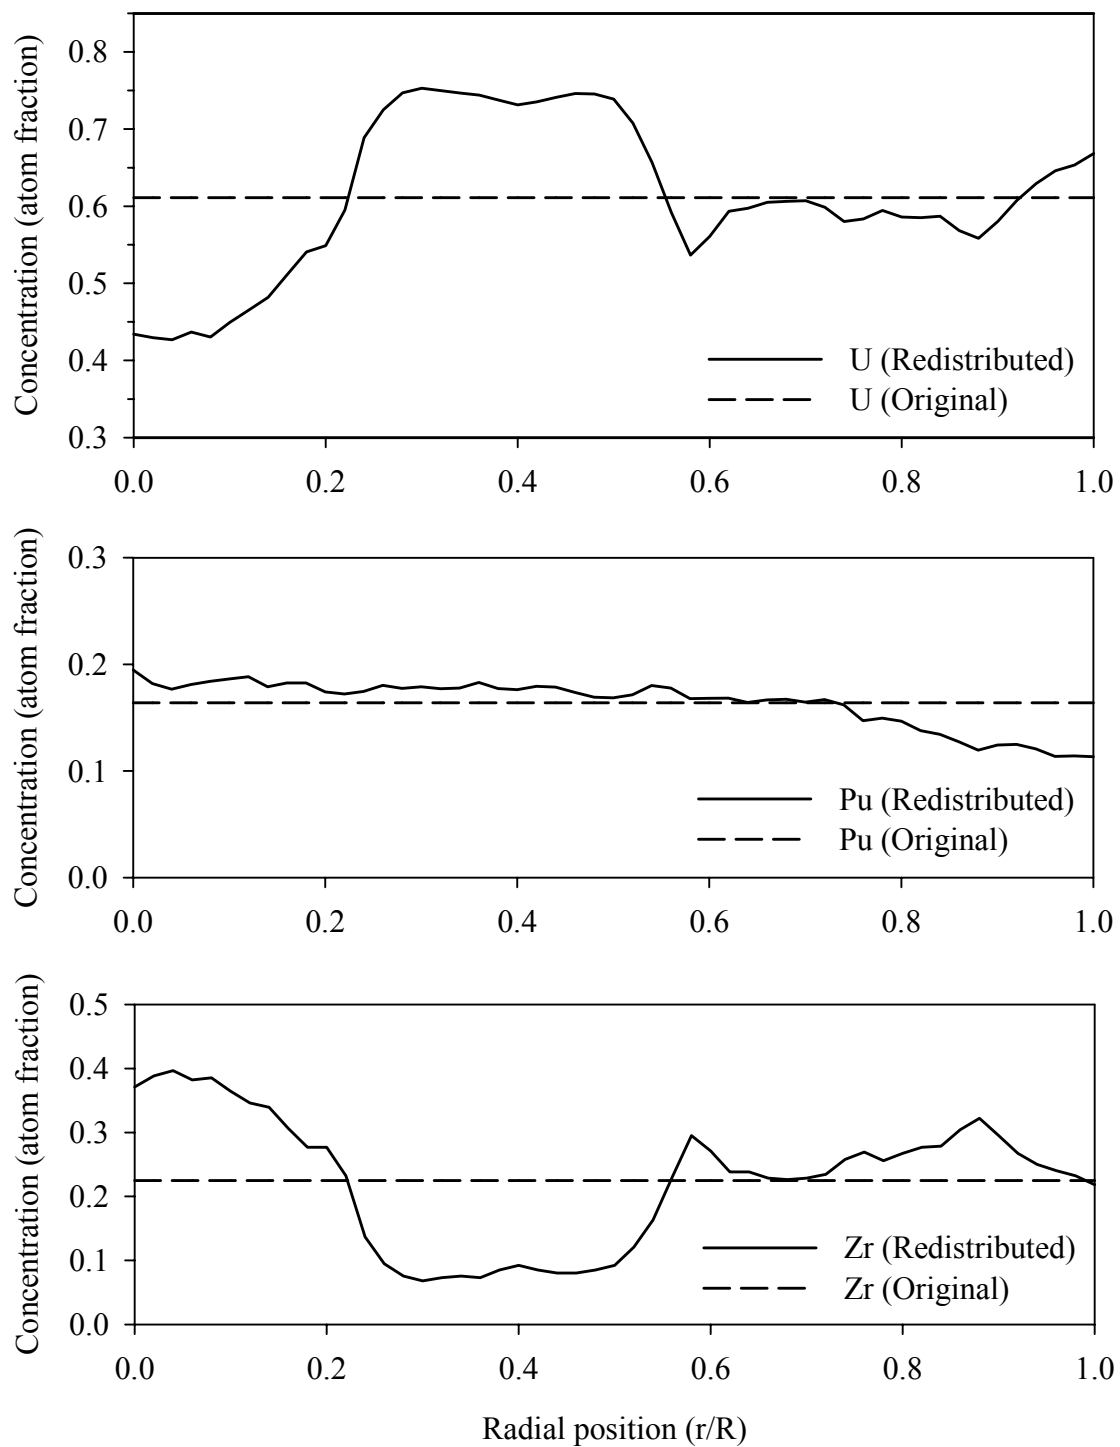 Concentration (atom fraction)
0.8
0.7
0.6
0.5
0.4
0.3
U (Redistributed)
U (Original)
0.0 0.2 0.4 0.6 0.8 1.0
Concentration (atom fraction)
0.3
0.2
0.1
0.0
Pu (Redistributed)
Pu (Original)
0.0 0.2 0.4 0.6 0.8 1.0
Concentration (atom fraction)
0.5
0.4
0.3
0.2
0.1
0.0
Zr (Redistributed)
Zr (Original)
0.0 0.2 0.4 0.6 0.8 1.0
Radial position (r/R)